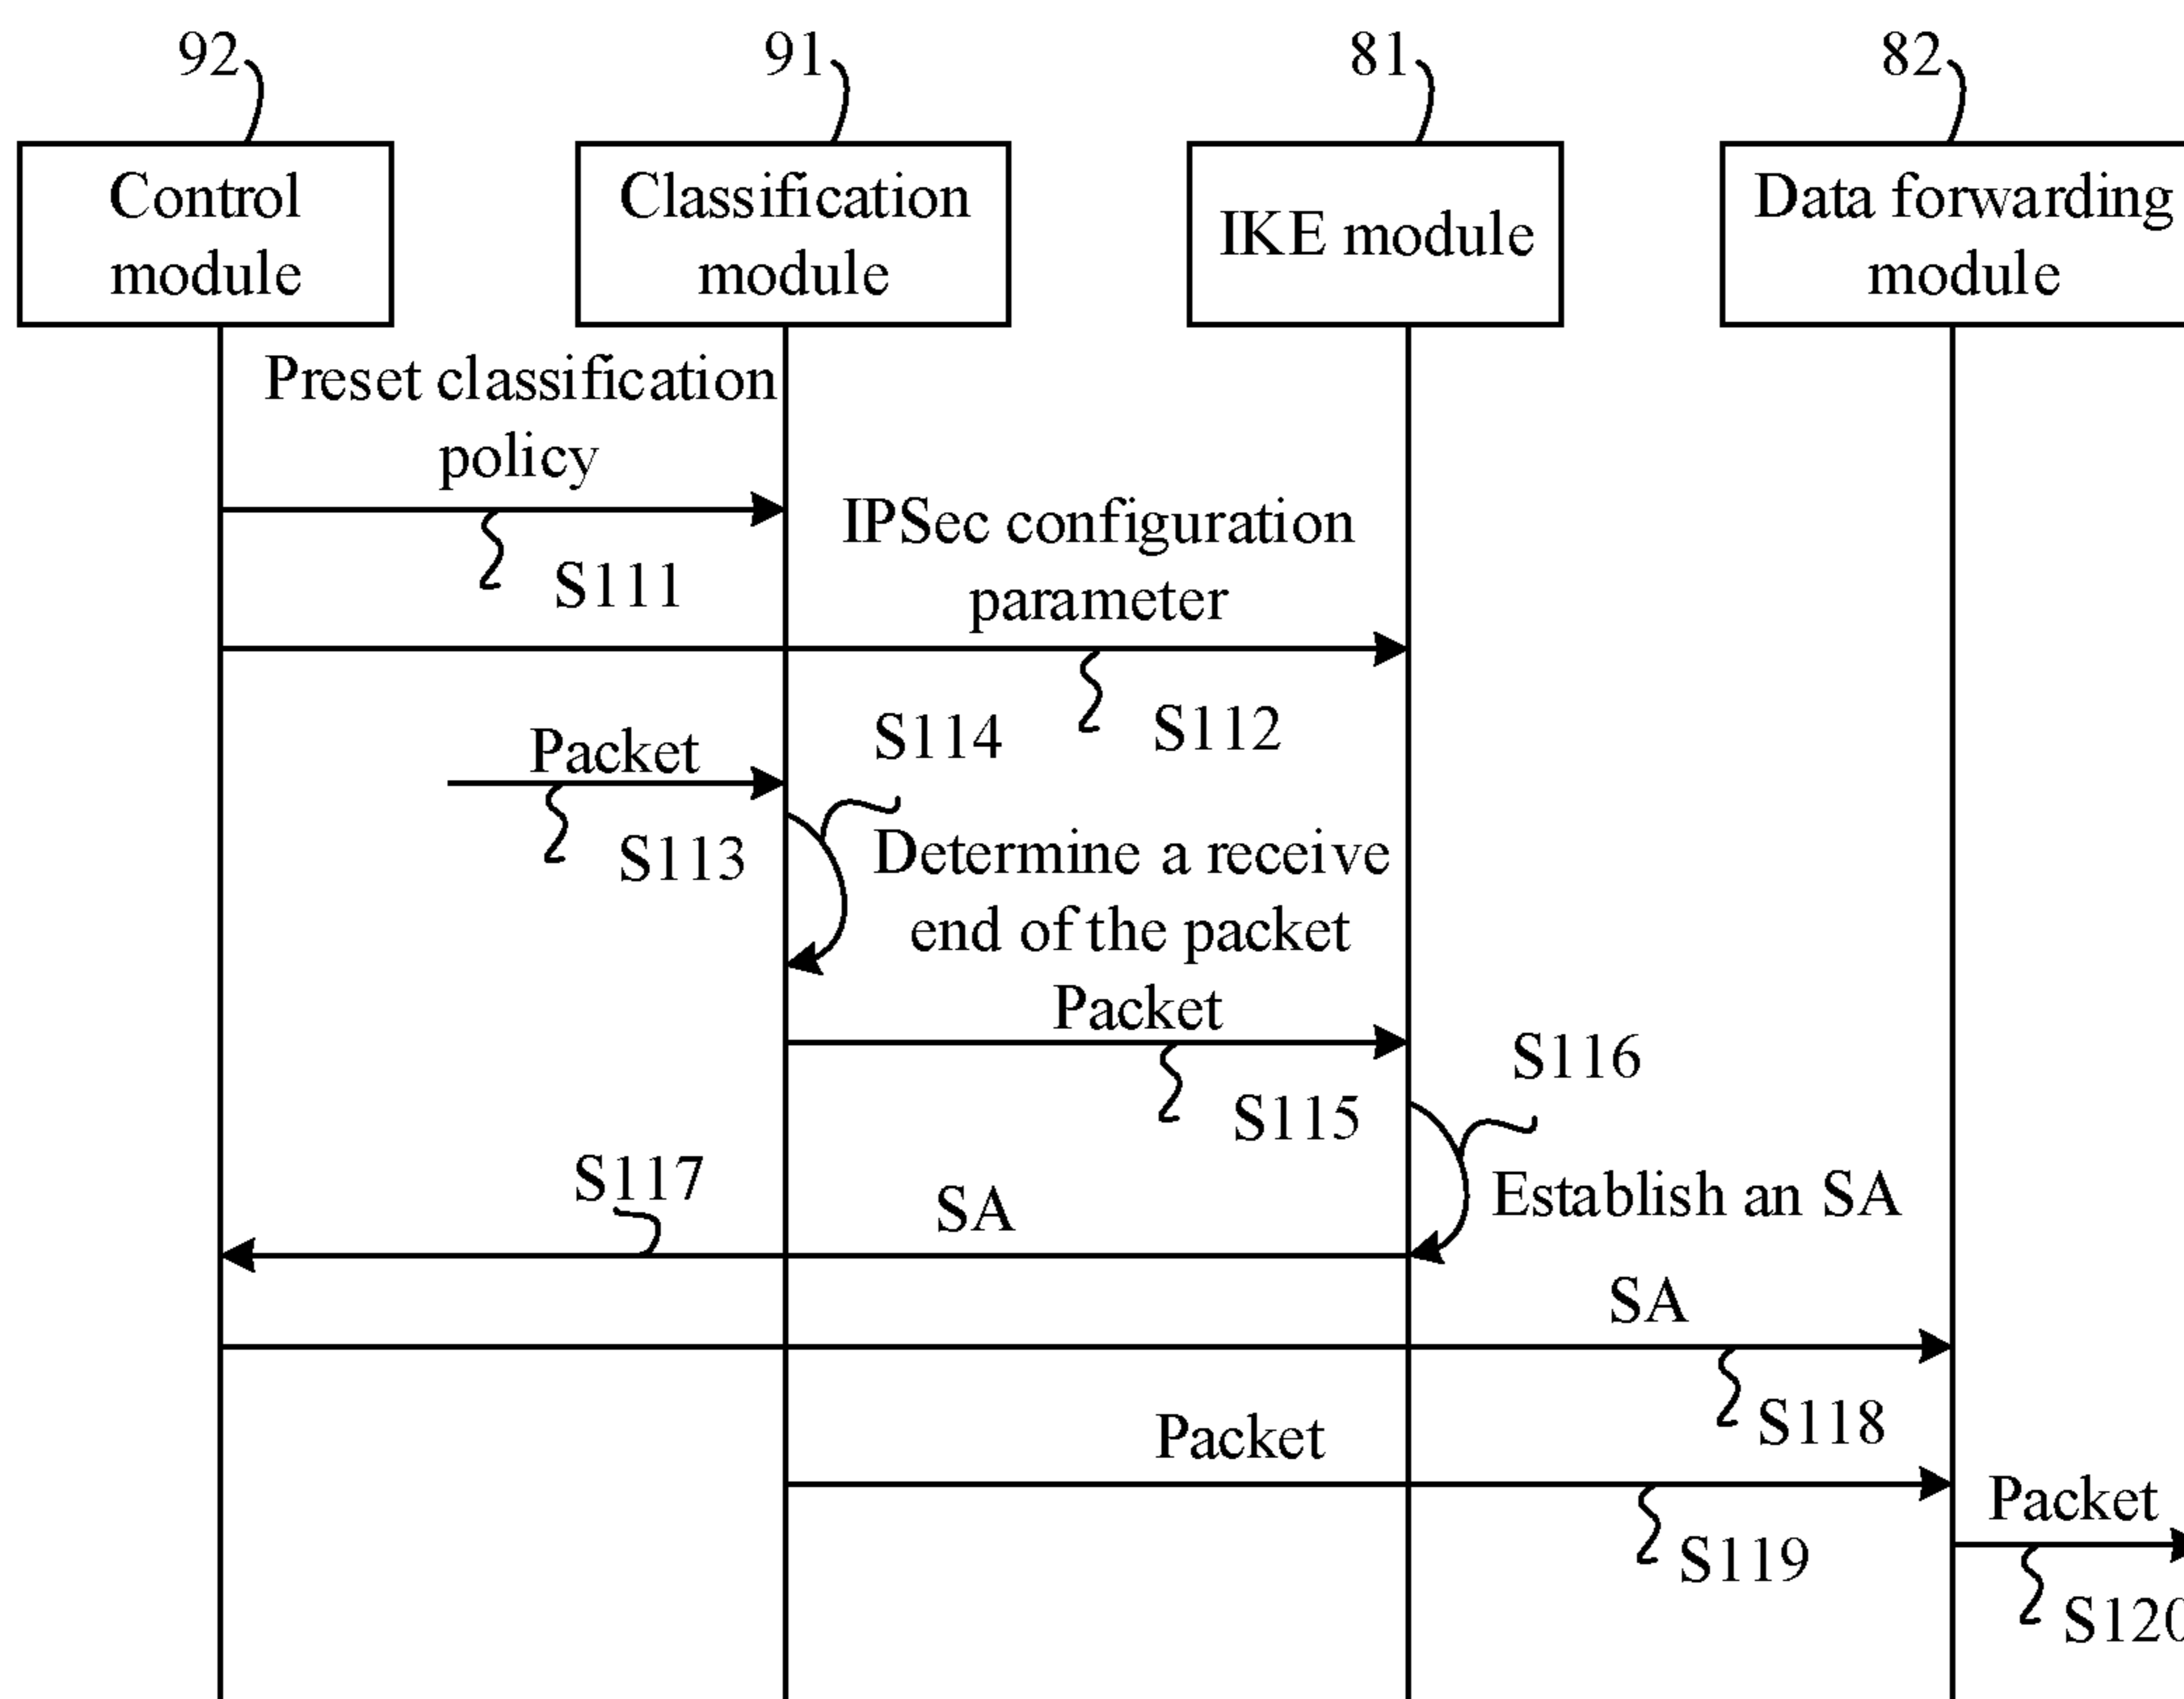 92
91
81
82
Control
module
Classification
module
IKE module
Data forwarding
module
Preset classification
policy
S111
IPSec configuration
parameter
S112
Packet
S113
S114
Determine a receive
end of the packet
Packet
S115
S116
Establish an SA
S117
SA
SA
S118
Packet
S119
Packet
S120